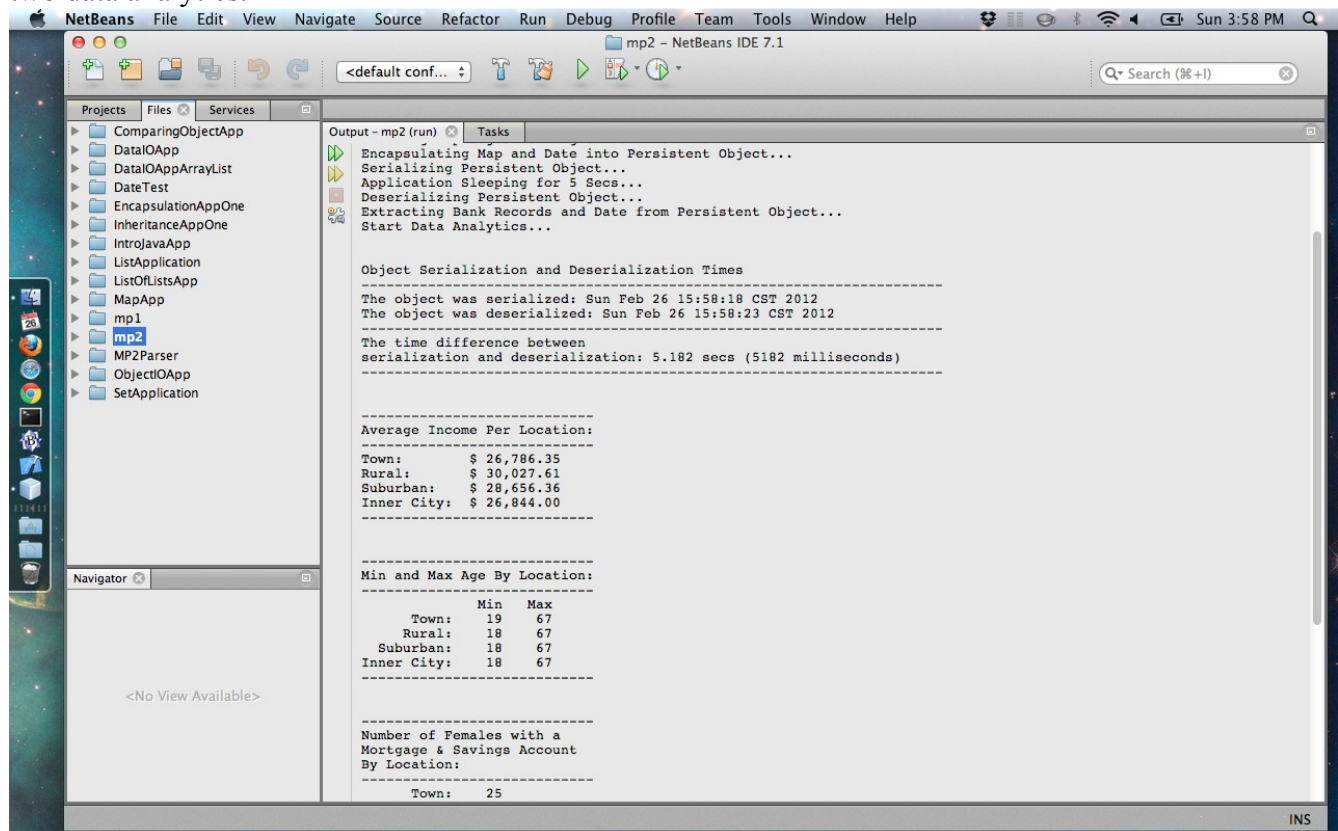 NetBeans File Edit View Navigate Source Refactor Run Debug Profile Team Tools Window Help Sun 3:58 PM
mp2 – NetBeans IDE 7.1
<default conf...
Search (⌘+I)
Projects Files Services
ComparingObjectApp
DataIOApp
DataIOAppArrayList
DateTest
EncapsulationAppOne
InheritanceAppOne
IntroJavaApp
ListApplication
ListOfListsApp
MapApp
mp1
mp2
MP2Parser
ObjectIOApp
SetApplication
26
Navigator
<No View Available>
Output – mp2 (run) Tasks
Encapsulating Map and Date into Persistent Object...
Serializing Persistent Object...
Application Sleeping for 5 Secs...
Deserializing Persistent Object...
Extracting Bank Records and Date from Persistent Object...
Start Data Analytics...
Object Serialization and Deserialization Times
----------------------------------------------------------------------
The object was serialized: Sun Feb 26 15:58:18 CST 2012
The object was deserialized: Sun Feb 26 15:58:23 CST 2012
----------------------------------------------------------------------
The time difference between
serialization and deserialization: 5.182 secs (5182 milliseconds)
----------------------------------------------------------------------
----------------------------
Average Income Per Location:
----------------------------
Town: $ 26,786.35
Rural: $ 30,027.61
Suburban: $ 28,656.36
Inner City: $ 26,844.00
----------------------------
----------------------------
Min and Max Age By Location:
----------------------------
Min Max
Town: 19 67
Rural: 18 67
Suburban: 18 67
Inner City: 18 67
----------------------------
----------------------------
Number of Females with a
Mortgage & Savings Account
By Location:
----------------------------
Town: 25
INS